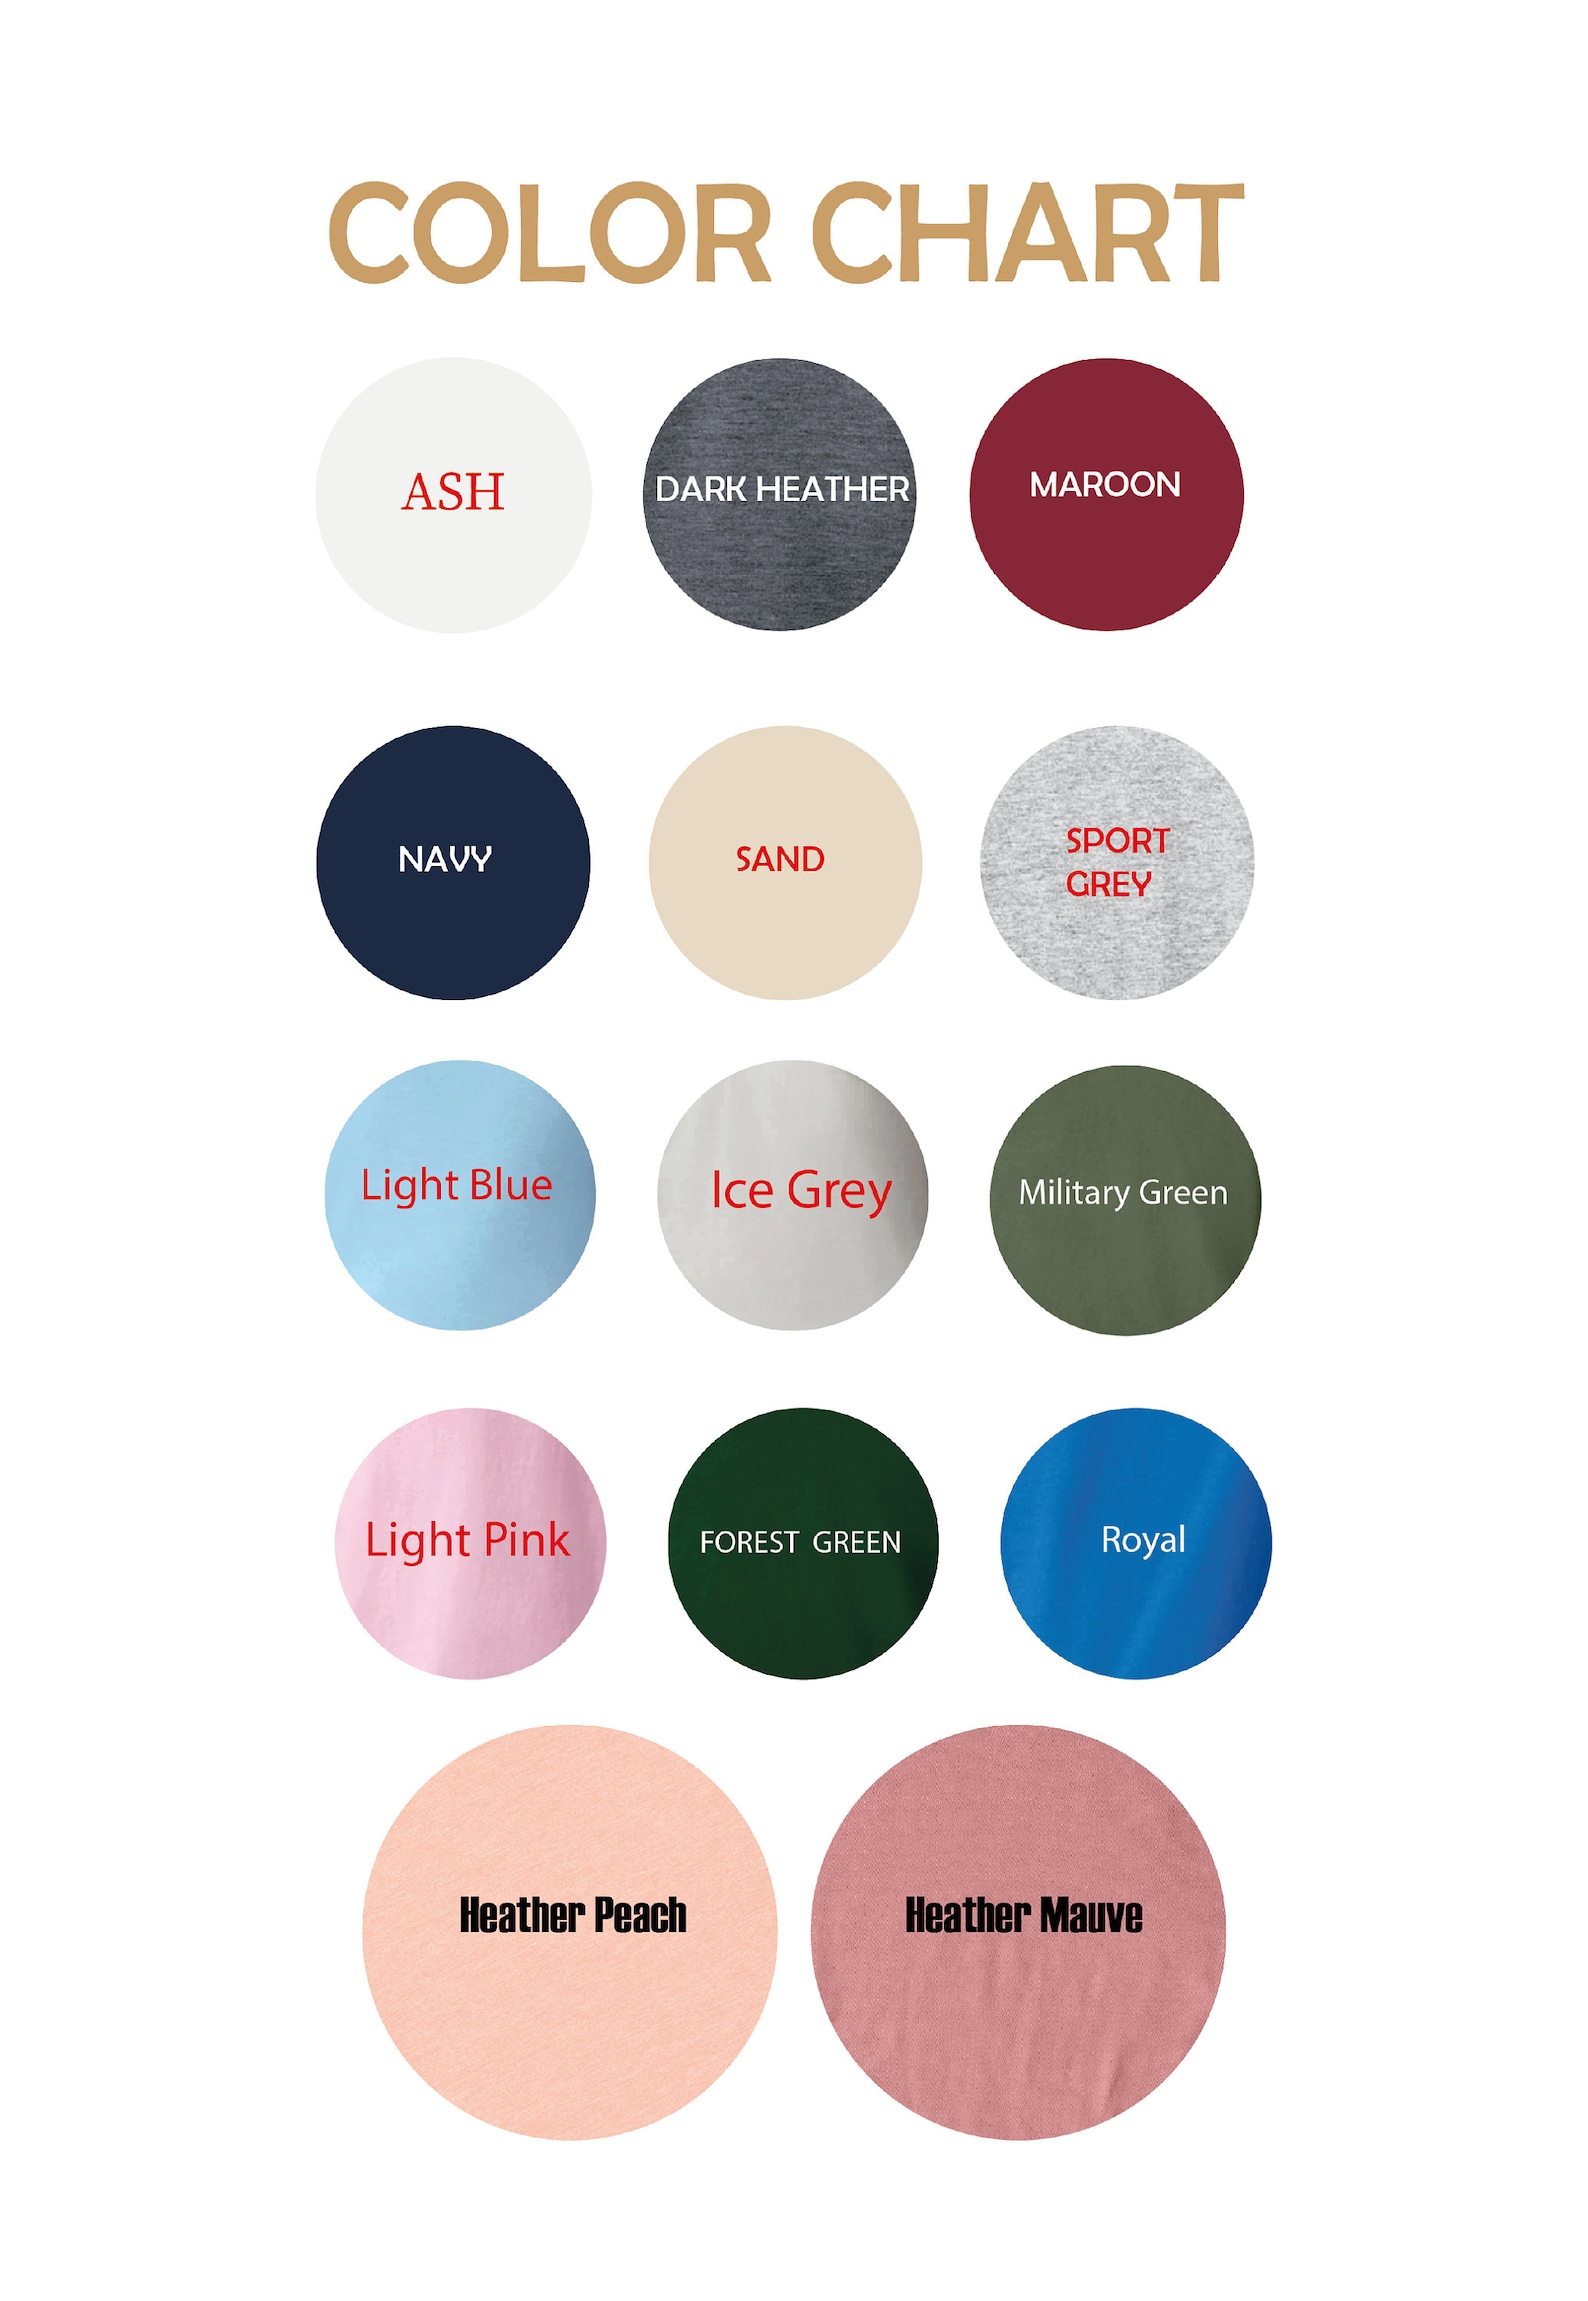 COLOR CHART
ASH
DARK HEATHER
MAROON
NAVY
SAND
SPORT
GREY
Light Blue
Ice Grey
Military Green
Light Pink
FOREST GREEN
Royal
Heather Peach
Heather Mauve